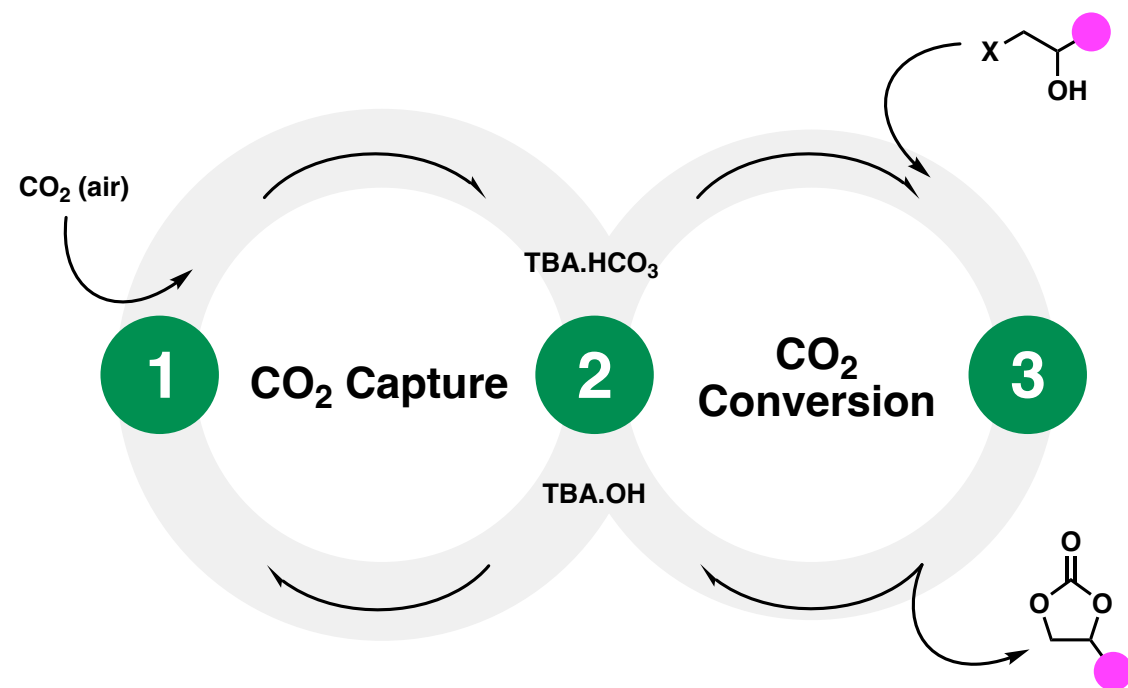 X
OH
CO₂ (air)
TBA.HCO₃
1
CO₂ Capture
2
CO₂
Conversion
3
TBA.OH
O
O
O